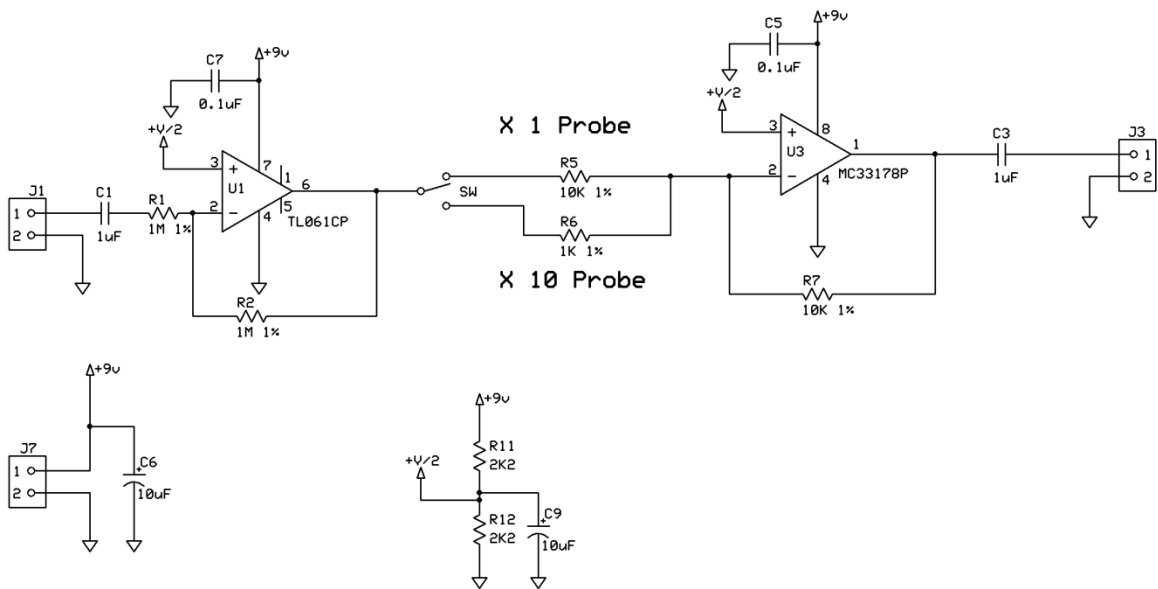 +9v
C7
0.1uF
+V/2
3
+
7
1
U1
6
2
−
4
5
TL061CP
J1
1
2
C1
1uF
R1
1M 1%
R2
1M 1%
SW
X 1 Probe
R5
10K 1%
R6
1K 1%
X 10 Probe
+9v
C5
0.1uF
+V/2
3
+
8
U3
1
2
−
4
MC33178P
R7
10K 1%
C3
1uF
J3
1
2
+9v
J7
1
2
+
C6
10uF
+9v
R11
2K2
+V/2
R12
2K2
+
C9
10uF